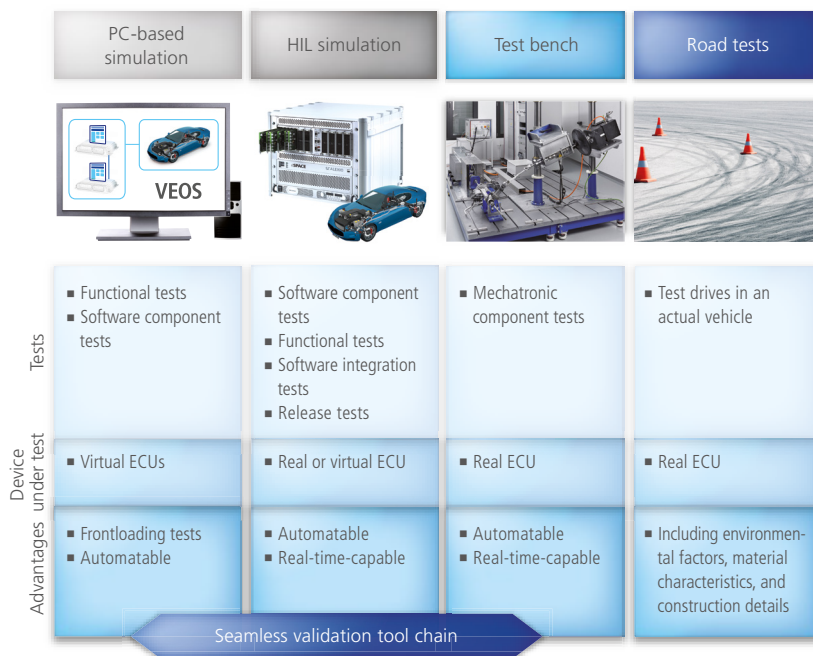 PC-based
simulation
HIL simulation
Test bench
Road tests
VEOS
Tests
■ Functional tests
■ Software component
tests
■ Software component
tests
■ Functional tests
■ Software integration
tests
■ Release tests
■ Mechatronic
component tests
■ Test drives in an
actual vehicle
Device
under test
■ Virtual ECUs
■ Real or virtual ECU
■ Real ECU
■ Real ECU
Advantages
■ Frontloading tests
■ Automatable
■ Automatable
■ Real-time-capable
■ Automatable
■ Real-time-capable
■ Including environmen-
tal factors, material
characteristics, and
construction details
Seamless validation tool chain